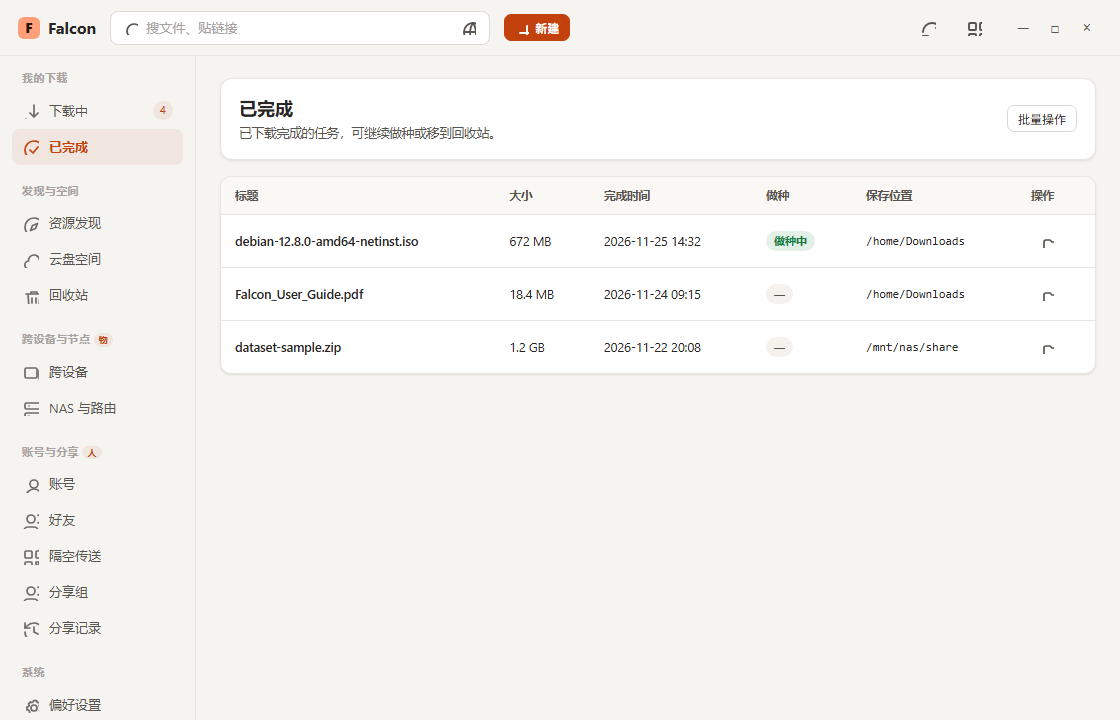 F Falcon 搜文件、贴链接 新建
我的下载
下载中 4
已完成
发现与空间
资源发现
云盘空间
回收站
跨设备与节点 物
跨设备
NAS 与路由
账号与分享 人
账号
好友
隔空传送
分享组
分享记录
系统
偏好设置
已完成
已下载完成的任务，可继续做种或移到回收站。
批量操作
标题 大小 完成时间 做种 保存位置 操作
debian-12.8.0-amd64-netinst.iso 672 MB 2026-11-25 14:32 做种中 /home/Downloads
Falcon_User_Guide.pdf 18.4 MB 2026-11-24 09:15 — /home/Downloads
dataset-sample.zip 1.2 GB 2026-11-22 20:08 — /mnt/nas/share